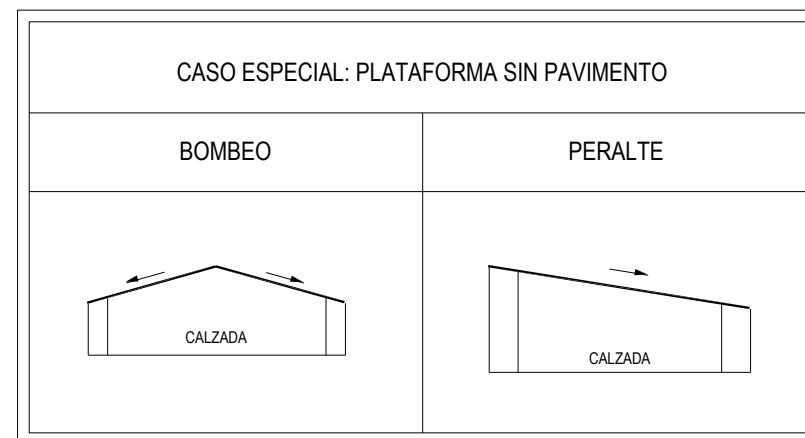 CASO ESPECIAL: PLATAFORMA SIN PAVIMENTO
BOMBEO
PERALTE
CALZADA
CALZADA